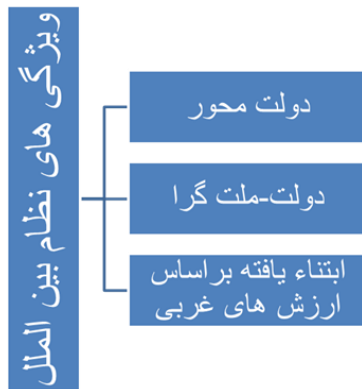 ویژگی های نظام بین الملل
دولت محور
دولت-ملت گرا
ابتناء یافته براساس
ارزش های غربی